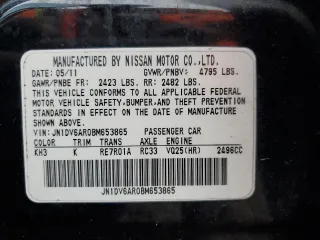 MANUFACTURED BY NISSAN MOTOR CO.,LTD.
DATE: 05/11 GVWR/PNBV: 4795 LBS.
GAWR/PNBE FR: 2423 LBS. RR: 2482 LBS.
THIS VEHICLE CONFORMS TO ALL APPLICABLE FEDERAL
MOTOR VEHICLE SAFETY,BUMPER,AND THEFT PREVENTION
STANDARDS IN EFFECT ON THE DATE OF MANUFACTURE
SHOWN ABOVE.
VIN: JN1DV6AR0BM653865 PASSENGER CAR
COLOR TRIM TRANS AXLE ENGINE
KH3 K RE7R01A RC33 VQ25(HR) 2496CC
JN1DV6AR0BM653865